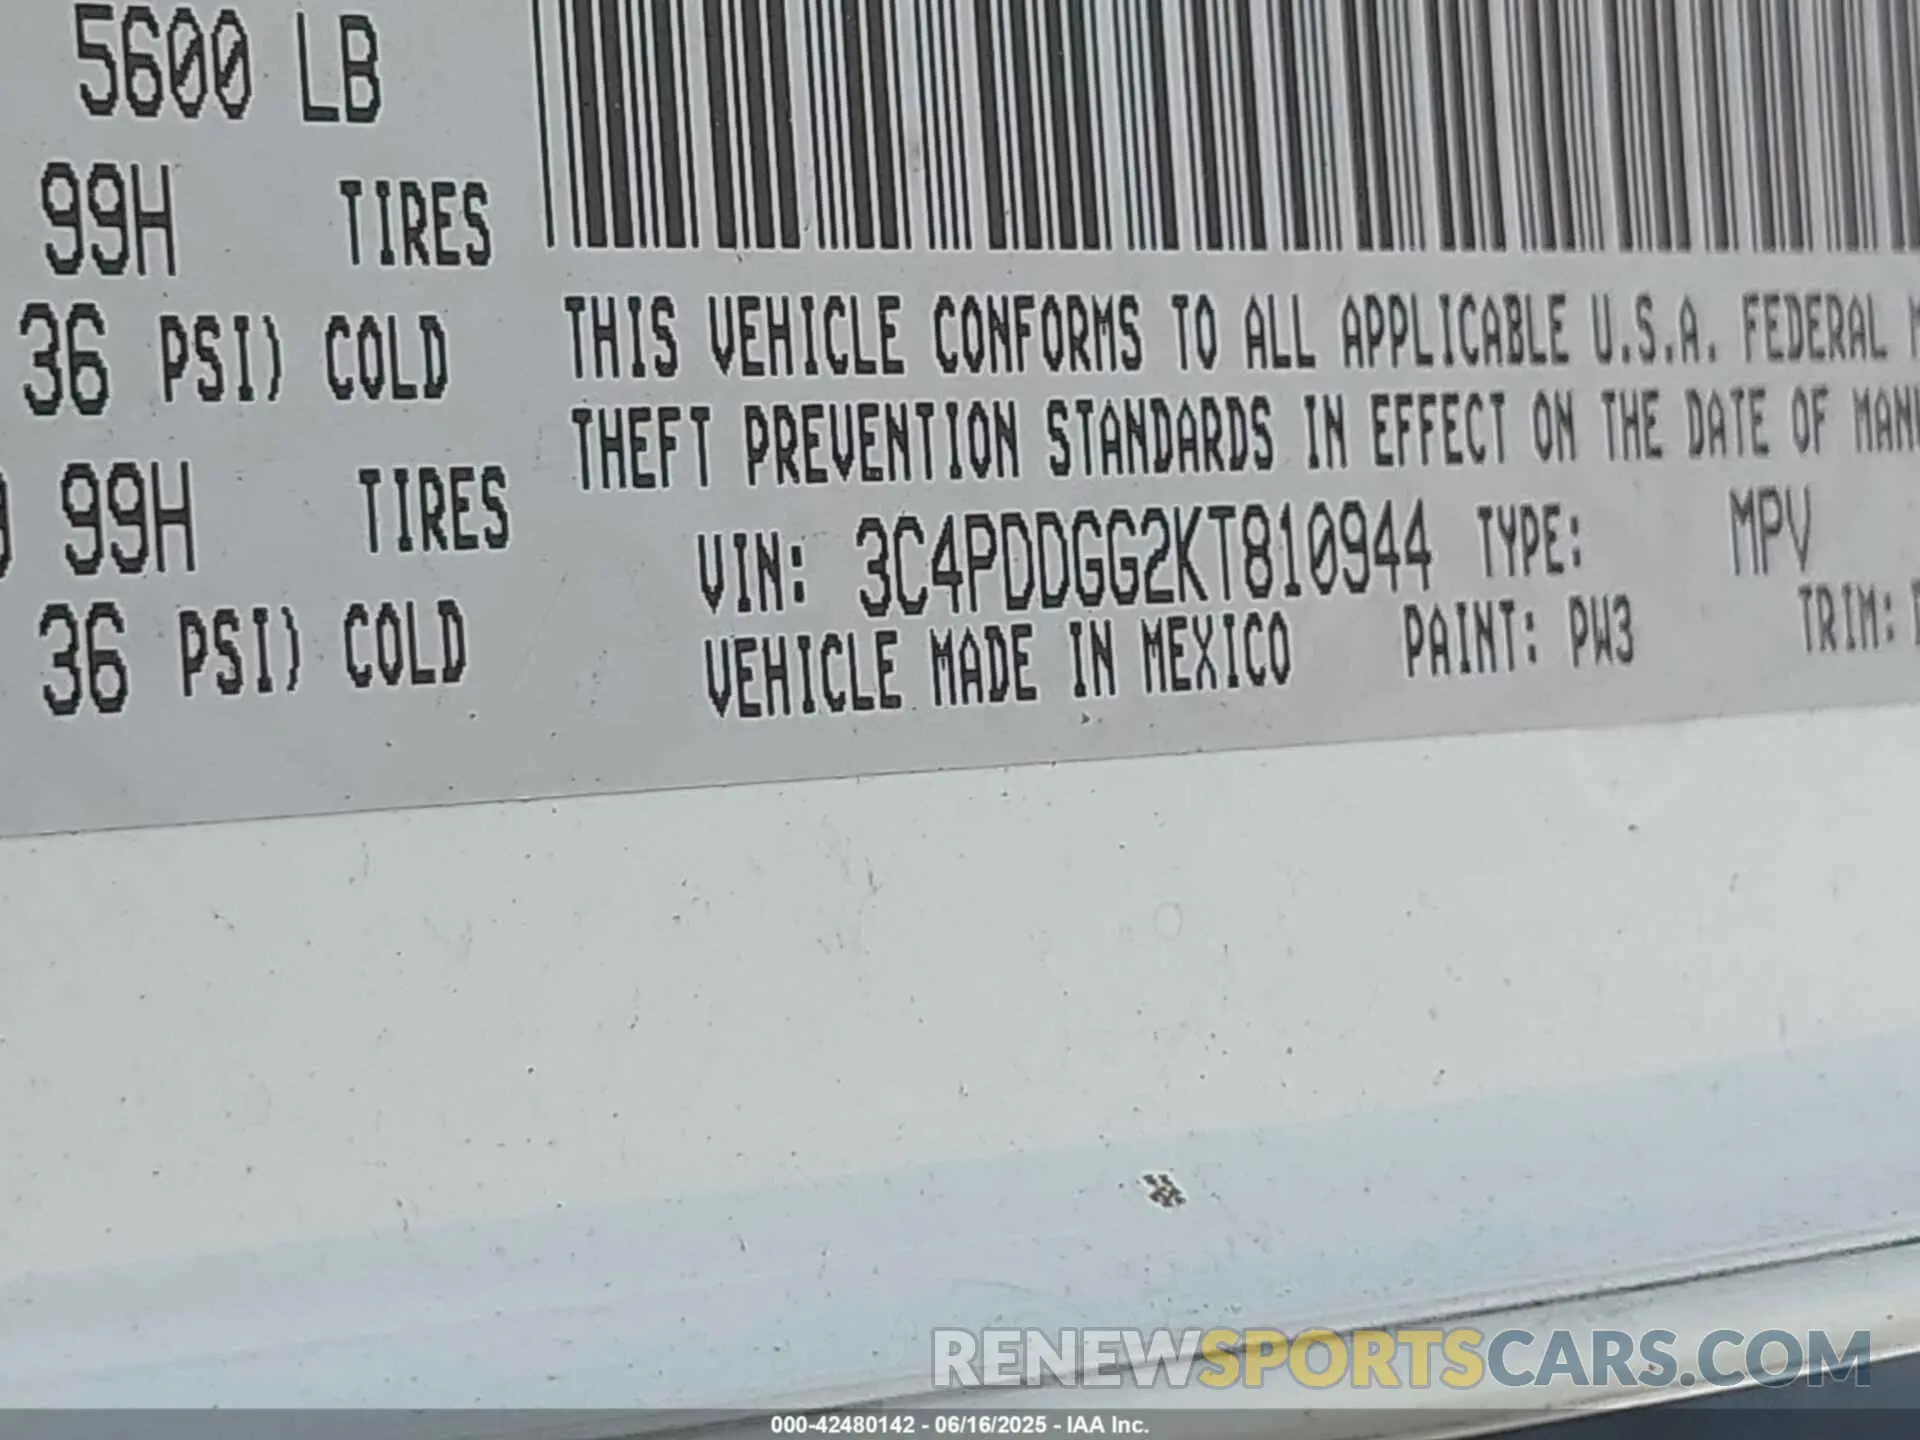 5600 LB
99H TIRES
36 PSI) COLD
99H TIRES
36 PSI) COLD
THIS VEHICLE CONFORMS TO ALL APPLICABLE U.S.A. FEDERAL
THEFT PREVENTION STANDARDS IN EFFECT ON THE DATE OF MANU
VIN: 3C4PDDGG2KT810944 TYPE: MPV
VEHICLE MADE IN MEXICO PAINT: PW3 TRIM:
RENEWSPORTSCARS.COM
000-42480142 - 06/16/2025 - IAA Inc.